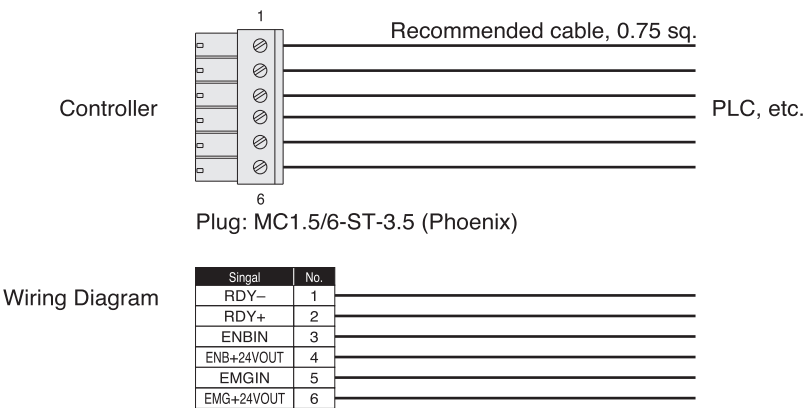 1
Recommended cable, 0.75 sq.
Controller
PLC, etc.
6
Plug: MC1.5/6-ST-3.5 (Phoenix)
Wiring Diagram
Singal No.
RDY– 1
RDY+ 2
ENBIN 3
ENB+24VOUT 4
EMGIN 5
EMG+24VOUT 6